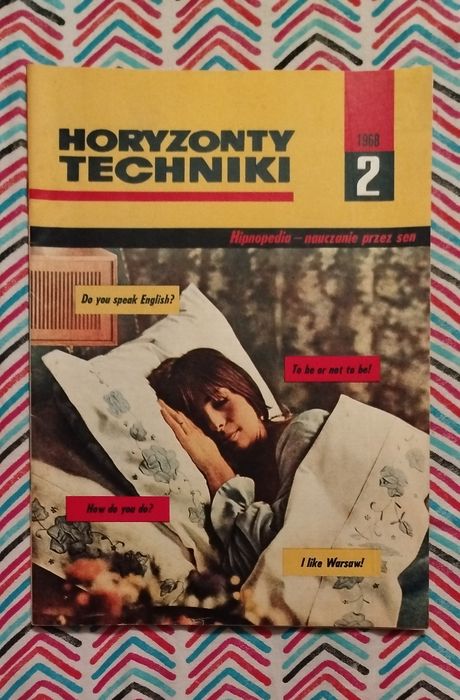 HORYZONTY
TECHNIKI
1968
2
Hipnopedia – nauczanie przez sen
Do you speak English?
To be or not to be!
How do you do?
I like Warsaw!